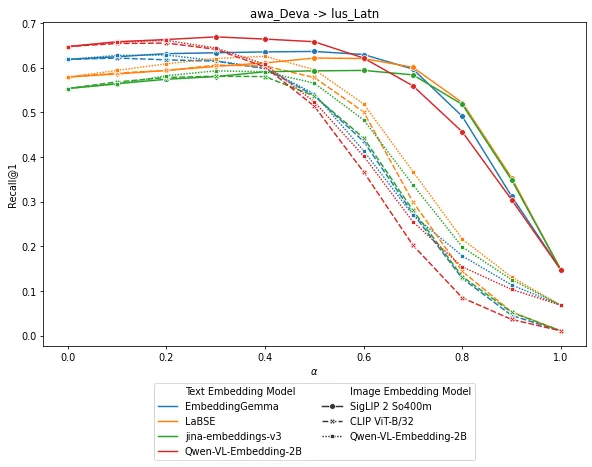 awa_Deva -> lus_Latn
Recall@1
0.7
0.6
0.5
0.4
0.3
0.2
0.1
0.0
0.0 0.2 0.4 0.6 0.8 1.0
α
Text Embedding Model
EmbeddingGemma
LaBSE
jina-embeddings-v3
Qwen-VL-Embedding-2B
Image Embedding Model
SigLIP 2 So400m
CLIP ViT-B/32
Qwen-VL-Embedding-2B